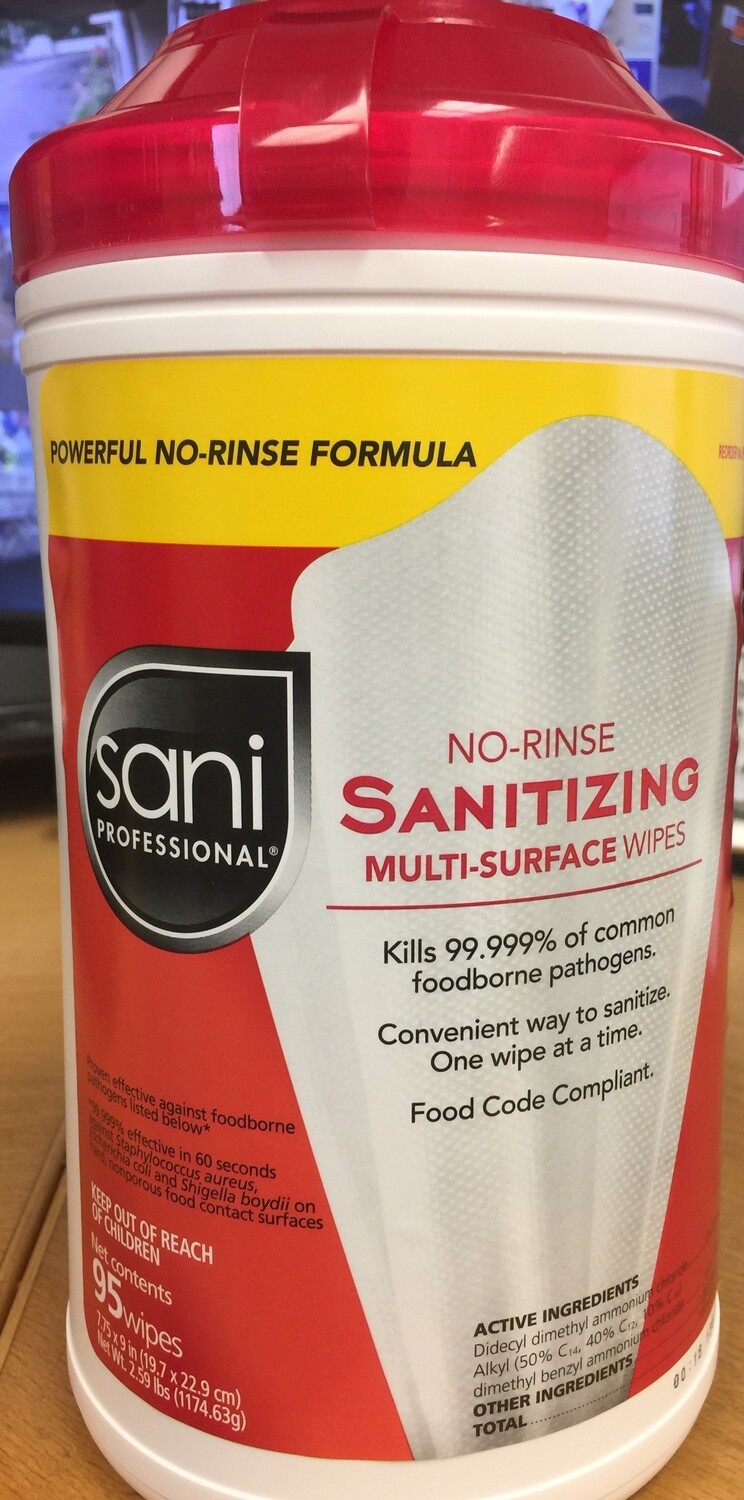 POWERFUL NO-RINSE FORMULA
sani
PROFESSIONAL®
NO-RINSE
SANITIZING
MULTI-SURFACE WIPES
Kills 99.999% of common
foodborne pathogens.
Convenient way to sanitize.
One wipe at a time.
Food Code Compliant.
Proven effective against foodborne
pathogens listed below*
*99.999% effective in 60 seconds
against Staphylococcus aureus,
Escherichia coli and Shigella boydii on
hard, nonporous food contact surfaces
KEEP OUT OF REACH
OF CHILDREN
Net contents
95 wipes
7.75 x 9 in (19.7 x 22.9 cm)
Net Wt. 2.59 lbs (1174.63g)
ACTIVE INGREDIENTS
Didecyl dimethyl ammonium chloride
Alkyl (50% C₁₄, 40% C₁₂, 10% C₁₆)
dimethyl benzyl ammonium chloride
OTHER INGREDIENTS
TOTAL